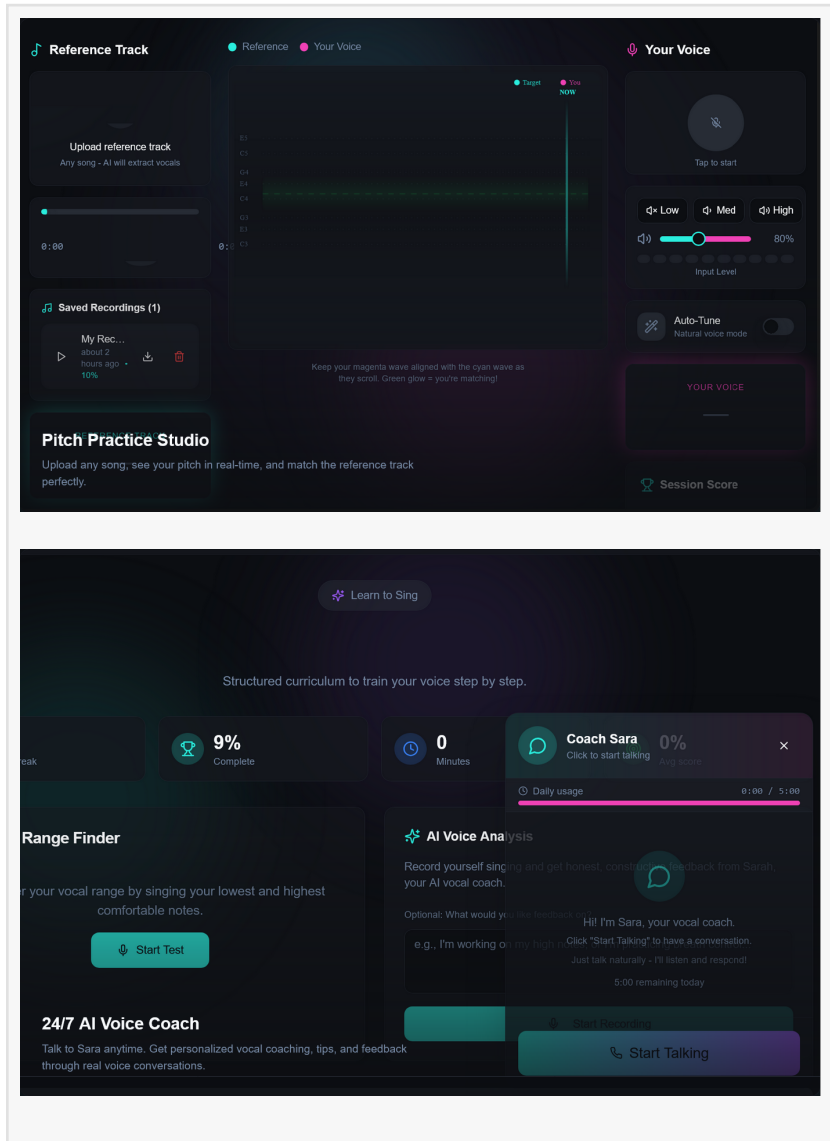 Reference Track
Reference
Your Voice
Your Voice
Upload reference track
Any song - AI will extract vocals
0:00
0:
Saved Recordings (1)
My Rec...
about 2
hours ago •
10%
Target
You
NOW
E5
C5
G4
E4
C4
G3
E3
C3
Keep your magenta wave aligned with the cyan wave as
they scroll. Green glow = you're matching!
Tap to start
Low
Med
High
80%
Input Level
Auto-Tune
Natural voice mode
YOUR VOICE
Session Score
REFERENCE TRACK
Pitch Practice Studio
Upload any song, see your pitch in real-time, and match the reference track
perfectly.
Learn to Sing
Structured curriculum to train your voice step by step.
9%
Complete
0
Minutes
0%
Avg score
Coach Sara
Click to start talking
Daily usage
0:00 / 5:00
Range Finder
your vocal range by singing your lowest and highest
comfortable notes.
Start Test
AI Voice Analysis
Record yourself singing and get honest, constructive feedback from Sarah,
your AI vocal coach.
Optional: What would you like feedback on?
e.g., I'm working on my high
Hi! I'm Sara, your vocal coach.
Click "Start Talking" to have a conversation.
Just talk naturally - I'll listen and respond!
5:00 remaining today
Start Recording
Start Talking
24/7 AI Voice Coach
Talk to Sara anytime. Get personalized vocal coaching, tips, and feedback
through real voice conversations.